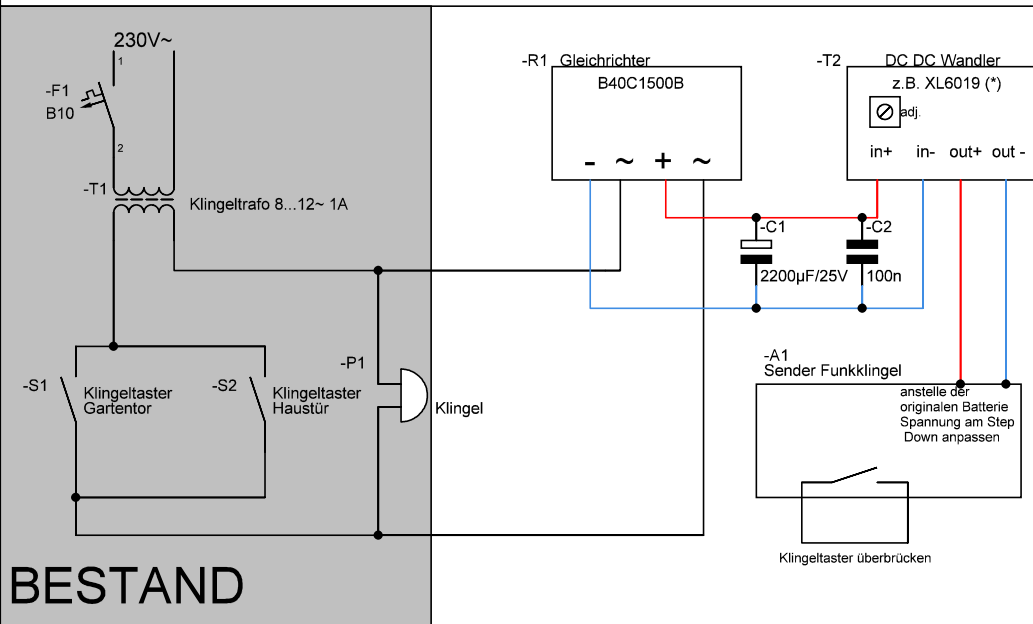 230V~
1
-F1
B10
2
-T1
Klingeltrafo 8...12~ 1A
-S1
Klingeltaster
Gartentor
-S2
Klingeltaster
Haustür
-P1
Klingel
BESTAND
-R1 Gleichrichter
B40C1500B
- ~ + ~
-T2 DC DC Wandler
z.B. XL6019 (*)
adj.
in+ in- out+ out -
-C1
2200µF/25V
-C2
100n
-A1
Sender Funkklingel
anstelle der
originalen Batterie
Spannung am Step
Down anpassen
Klingeltaster überbrücken